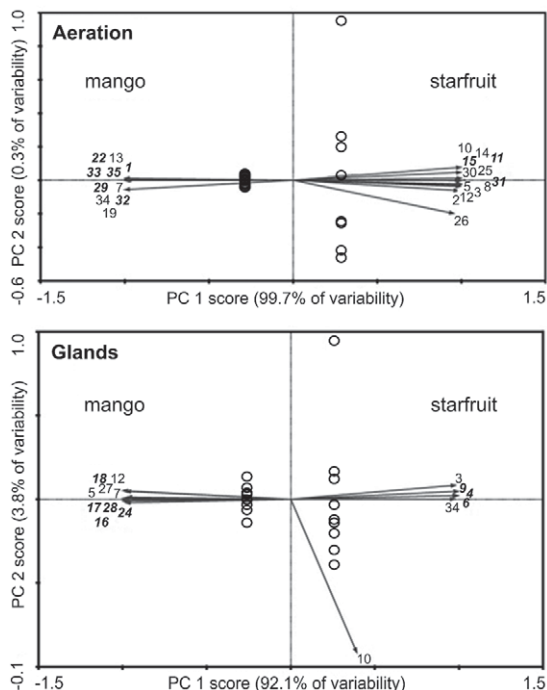 1.0
Aeration
mango
starfruit
PC 2 score (0.3% of variability)
22 13
33 35 1
29 7
34 32
19
10 14 11
15
30 25
5 3 8 31
212
26
-0.6
-1.5
PC 1 score (99.7% of variability)
1.5
1.0
Glands
mango
starfruit
PC 2 score (3.8% of variability)
18 12
5 27 7
17 28 24
16
3
9 4
34 6
10
-0.1
-1.5
PC 1 score (92.1% of variability)
1.5